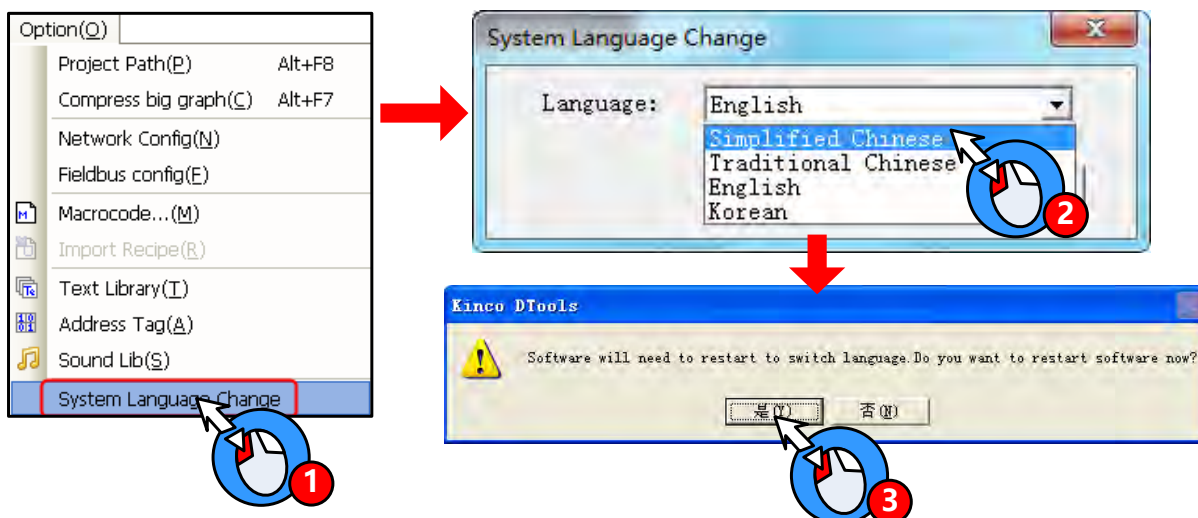 Option(O)
Project Path(P) Alt+F8
Compress big graph(C) Alt+F7
Network Config(N)
Fieldbus config(F)
Macrocode...(M)
Import Recipe(R)
Text Library(T)
Address Tag(A)
Sound Lib(S)
System Language Change
1
System Language Change
Language: English
Simplified Chinese
Traditional Chinese
English
Korean
2
Kinco DTools
Software will need to restart to switch language.Do you want to restart software now?
是(Y) 否(N)
3